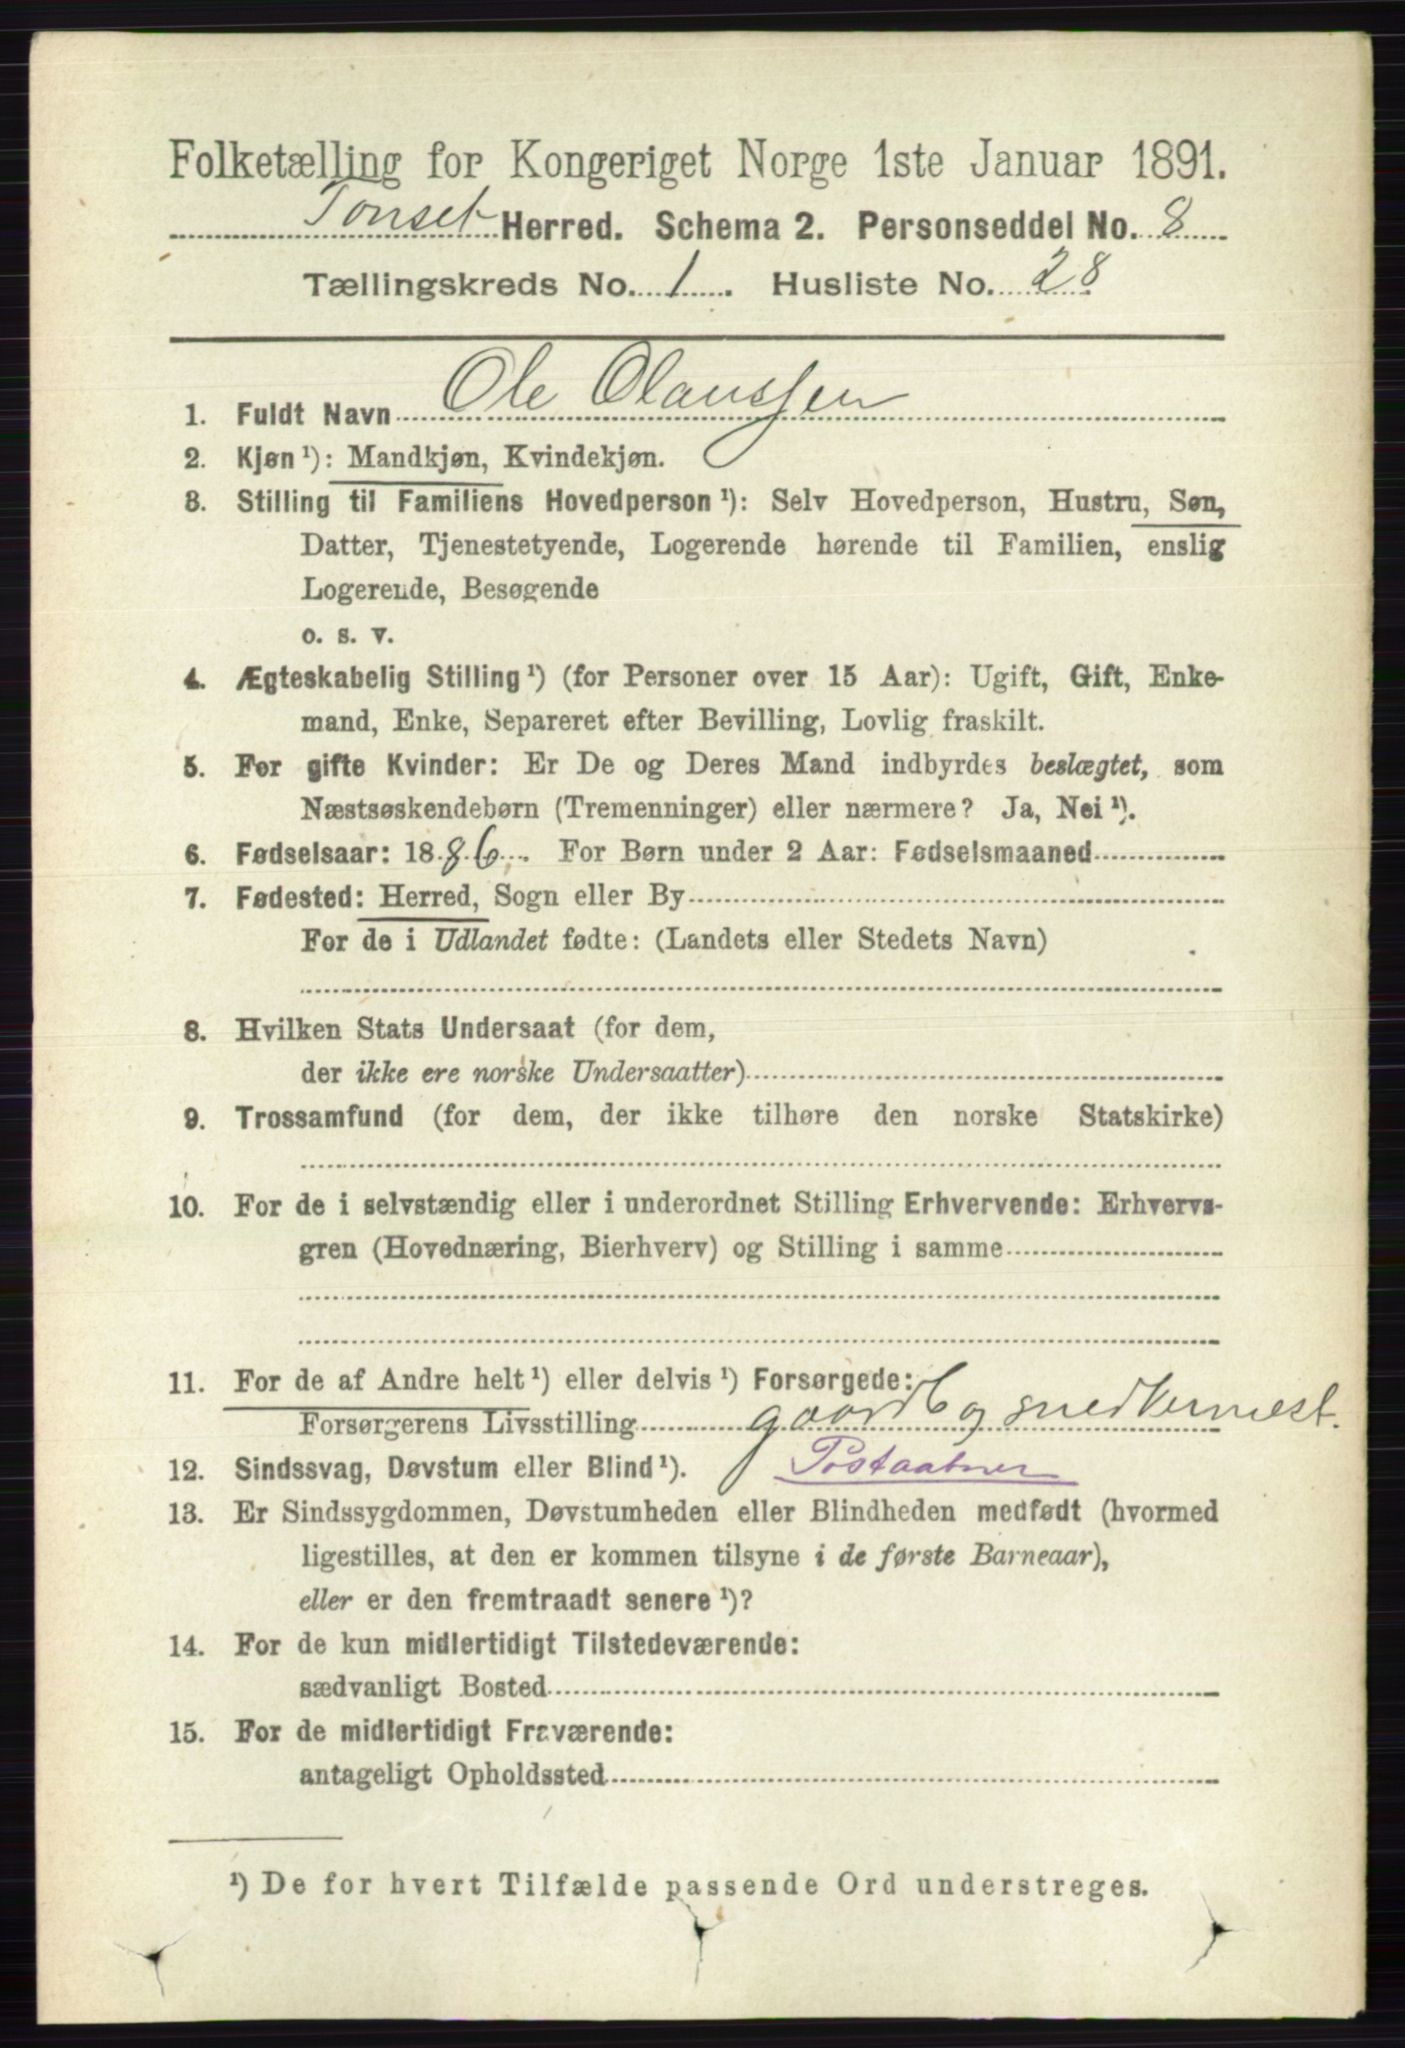 Folketælling for Kongeriget Norge 1ste Januar 1891.
Tonset Herred. Schema 2. Personseddel No. 8
Tællingskreds No. 1. Husliste No. 28
1. Fuldt Navn Ole Olaussen
2. Kjøn ¹): Mandkjøn, Kvindekjøn.
3. Stilling til Familiens Hovedperson ¹): Selv Hovedperson, Hustru, Søn,
Datter, Tjenestetyende, Logerende hørende til Familien, enslig
Logerende, Besøgende
o. s. v.
4. Ægteskabelig Stilling ¹) (for Personer over 15 Aar): Ugift, Gift, Enke-
mand, Enke, Separeret efter Bevilling, Lovlig fraskilt.
5. For gifte Kvinder: Er De og Deres Mand indbyrdes beslægtet, som
Næstsøskendebørn (Tremenninger) eller nærmere? Ja, Nei ¹).
6. Fødselsaar: 1886. For Børn under 2 Aar: Fødselsmaaned
7. Fødested: Herred, Sogn eller By
For de i Udlandet fødte: (Landets eller Stedets Navn)
8. Hvilken Stats Undersaat (for dem,
der ikke ere norske Undersaatter)
9. Trossamfund (for dem, der ikke tilhøre den norske Statskirke)
10. For de i selvstændig eller i underordnet Stilling Erhvervende: Erhvervs-
gren (Hovednæring, Bierhverv) og Stilling i samme
11. For de af Andre helt ¹) eller delvis ¹) Forsørgede:
Forsørgerens Livsstilling gaardb og snedkermest.
12. Sindssvag, Døvstum eller Blind ¹). Postaabner
13. Er Sindssygdommen, Døvstumheden eller Blindheden medfødt (hvormed
ligestilles, at den er kommen tilsyne i de første Barneaar),
eller er den fremtraadt senere ¹)?
14. For de kun midlertidigt Tilstedeværende:
sædvanligt Bosted
15. For de midlertidigt Fraværende:
antageligt Opholdssted
¹) De for hvert Tilfælde passende Ord understreges.